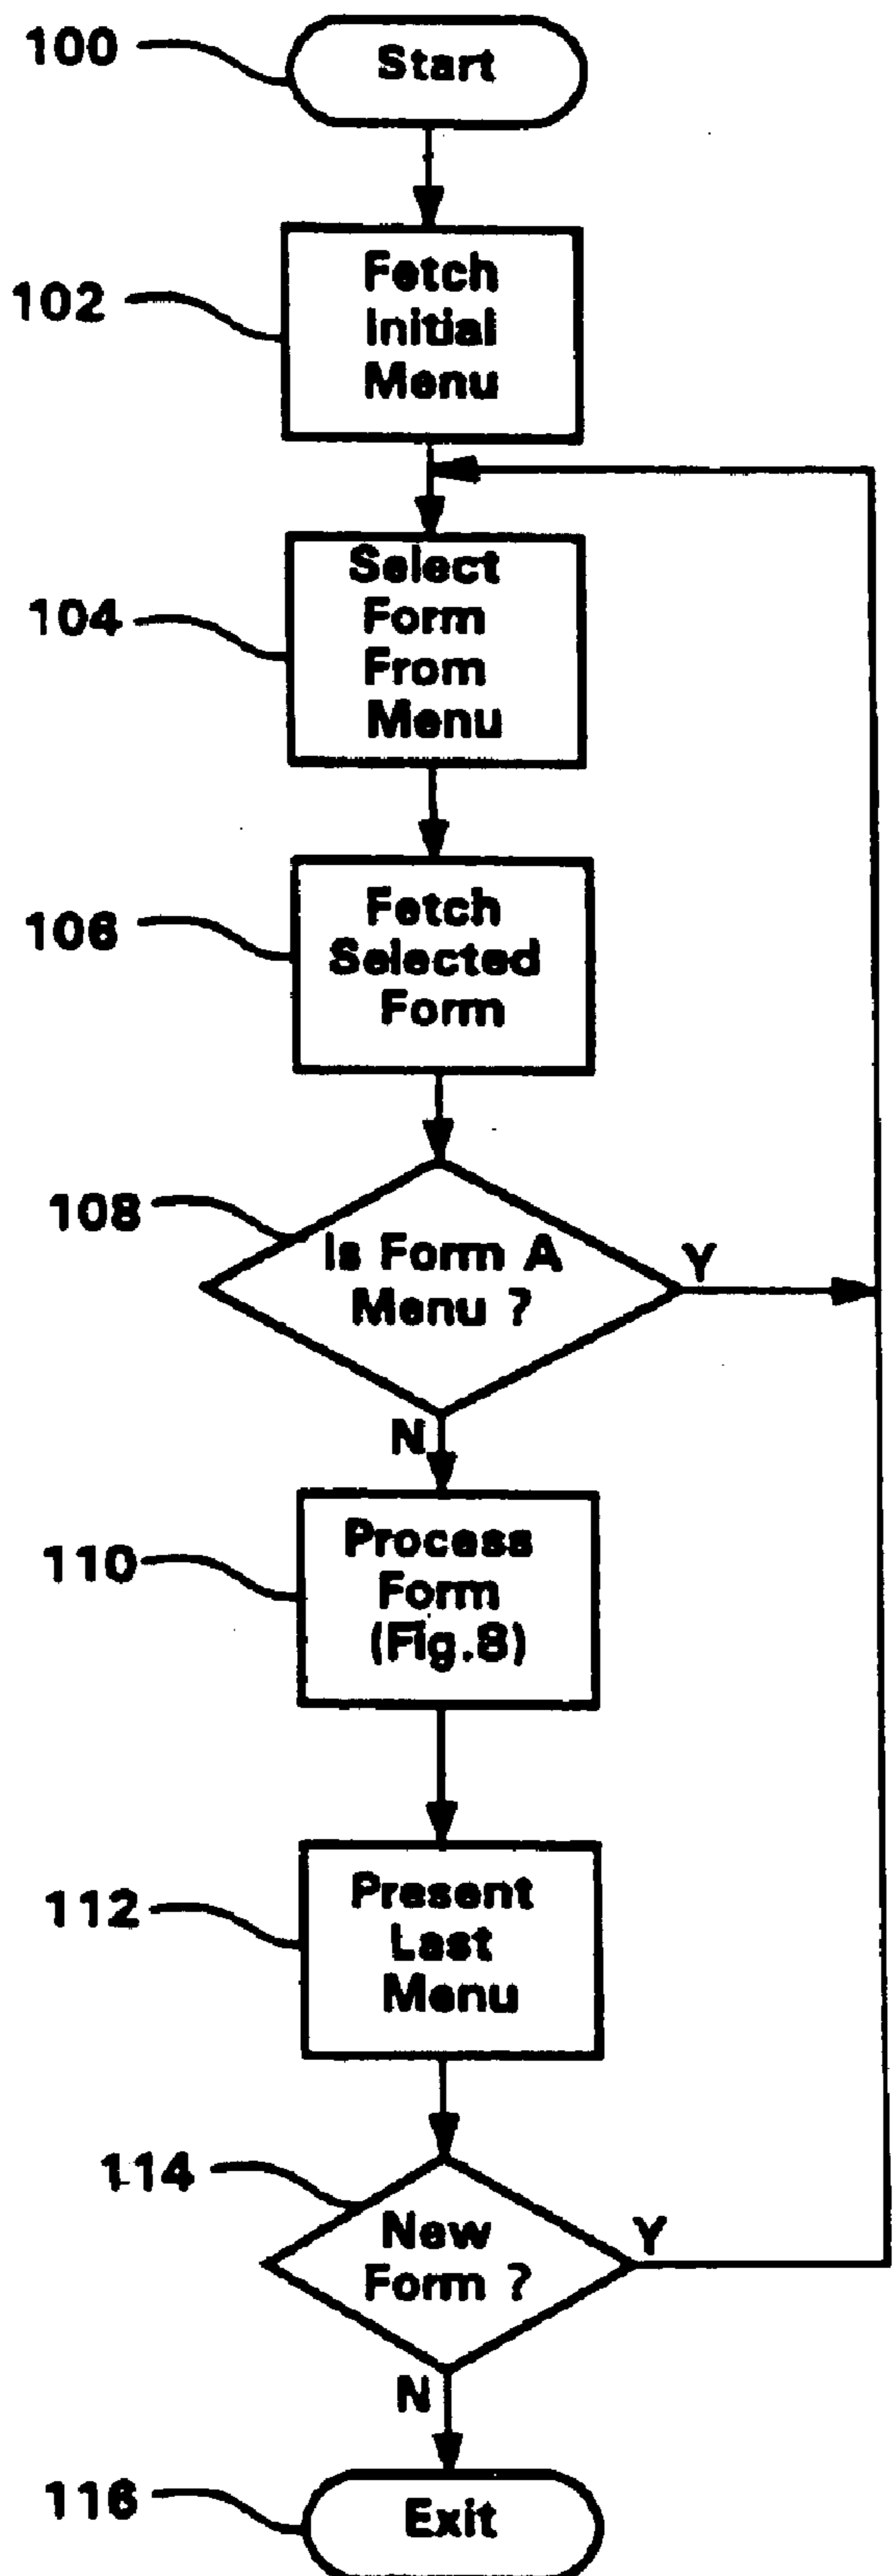 100
Start
102
Fetch
Initial
Menu
104
Select
Form
From
Menu
106
Fetch
Selected
Form
108
Is Form A
Menu ?
Y
N
110
Process
Form
(Fig.8)
112
Present
Last
Menu
114
New
Form ?
Y
N
116
Exit